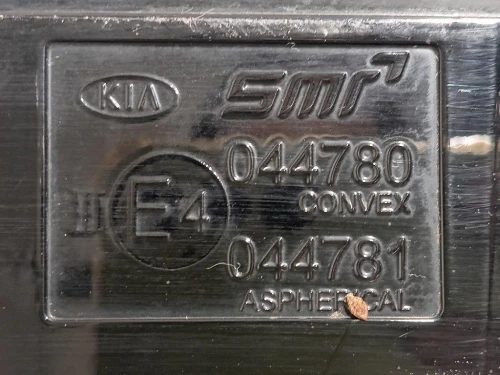 KIA smr
044780
CONVEX
II E4
044781
ASPHERICAL